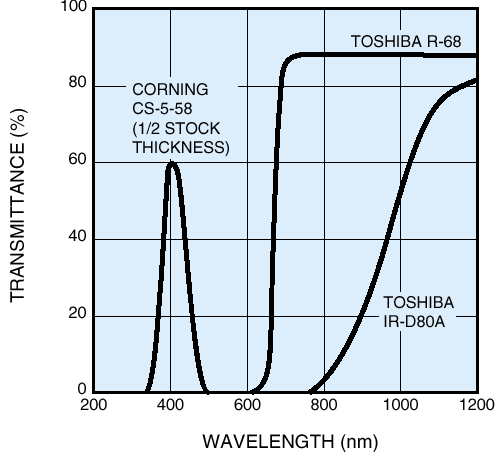 100
80
60
40
20
0
TRANSMITTANCE (%)
TOSHIBA R-68
CORNING
CS-5-58
(1/2 STOCK
THICKNESS)
TOSHIBA
IR-D80A
200 400 600 800 1000 1200
WAVELENGTH (nm)